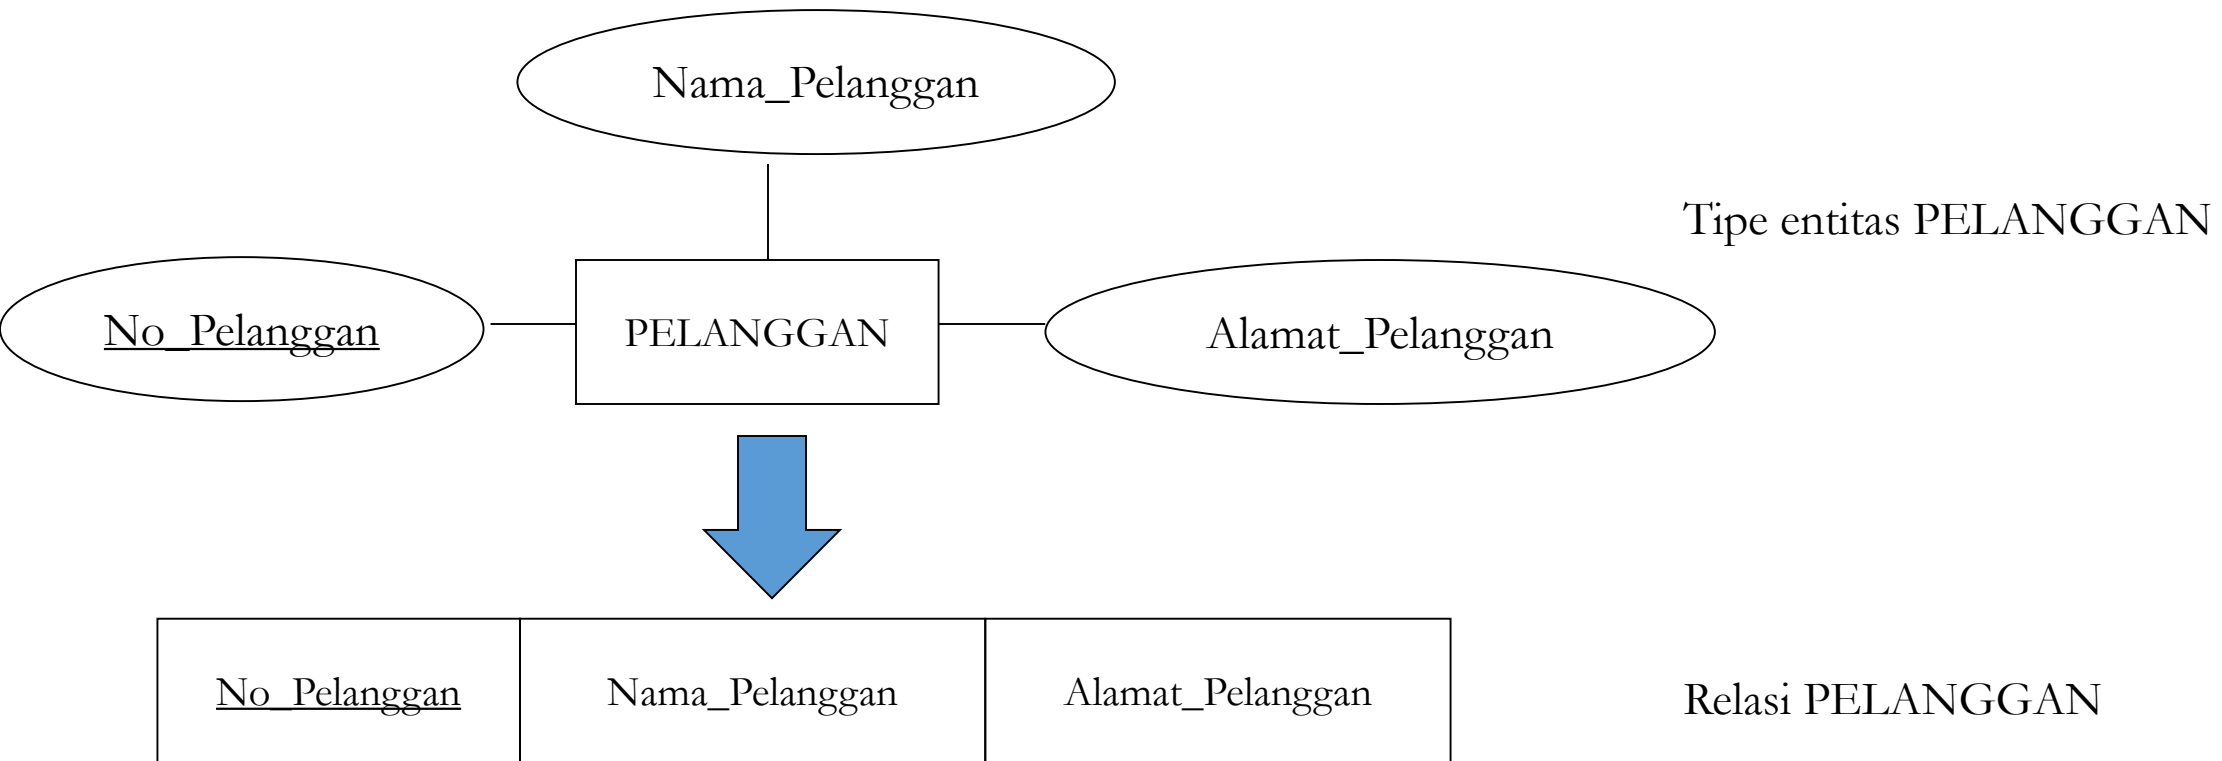 Nama_Pelanggan
Tipe entitas PELANGGAN
No_Pelanggan
PELANGGAN
Alamat_Pelanggan
No_Pelanggan
Nama_Pelanggan
Alamat_Pelanggan
Relasi PELANGGAN